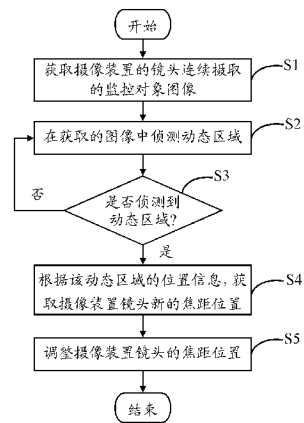 开始
获取摄像装置的镜头连续摄取
的监控对象图像
S1
在获取的图像中侦测动态区域
S2
是否侦测到
动态区域?
S3
否
是
根据该动态区域的位置信息,获
取摄像装置镜头新的焦距位置
S4
调整摄像装置镜头的焦距位置
S5
结束